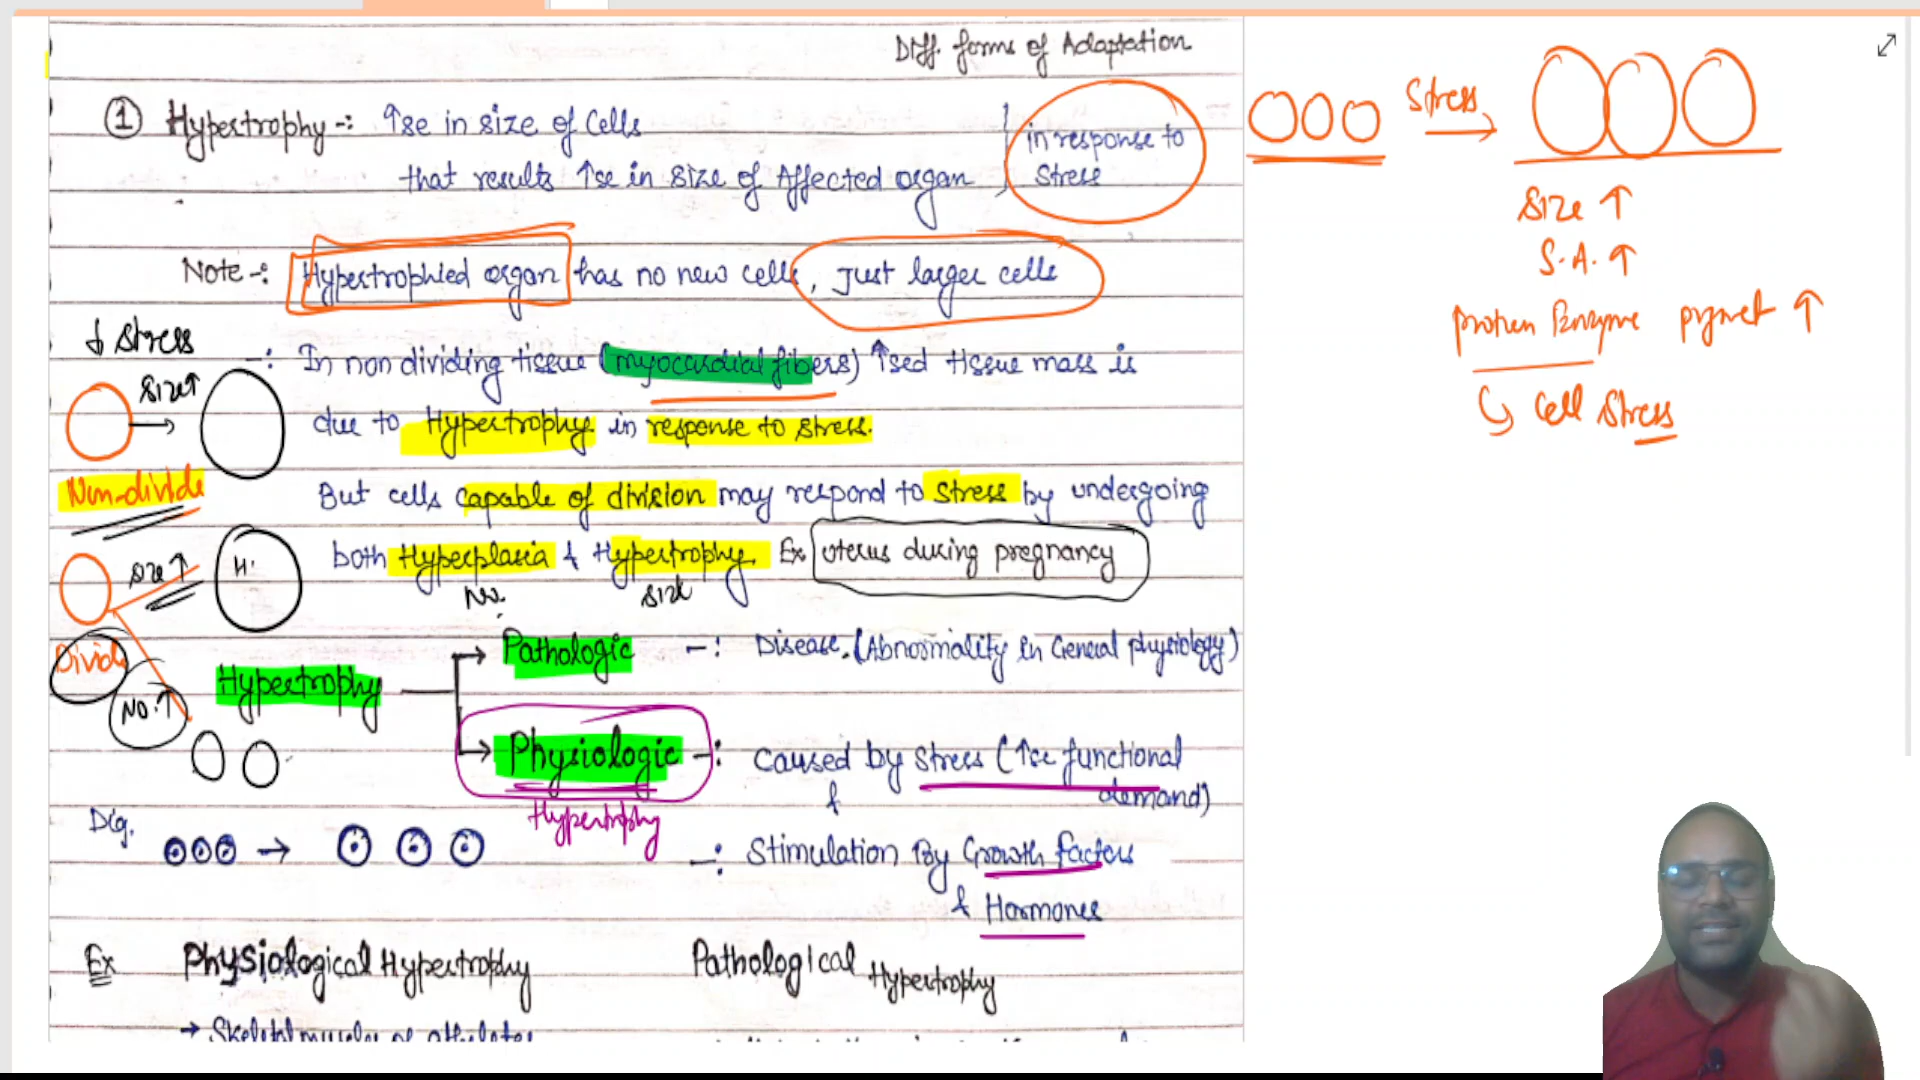 Diff. forms of Adaptation
① Hypertrophy -: ↑se in size of Cells
that results ↑se in Size of Affected organ
in response to
Stress
Note -: Hypertrophied organ has no new cells, Just larger cells
-: In non dividing tissue (myocardial fibers) ↑sed tissue mass is
due to Hypertrophy in response to stress.
But cells capable of division may respond to stress by undergoing
both Hyperplasia & Hypertrophy. Ex uterus during pregnancy
No. Size
↓ Stress
Size↑
Non-divide
Size↑
H.
Divide
No.↑
Hypertrophy
Pathologic -: Disease. (Abnormality in General physiology)
Physiologic -: Caused by Stress (↑se functional
& demand)
Hypertrophy
-: Stimulation By Growth factors
& Hormones
Dig.
Ex Physiological Hypertrophy Pathological Hypertrophy
→ Skeletal muscles of athletes
Stress
Size ↑
S.A. ↑
protein Enzyme pigment ↑
↳ Cell Stress